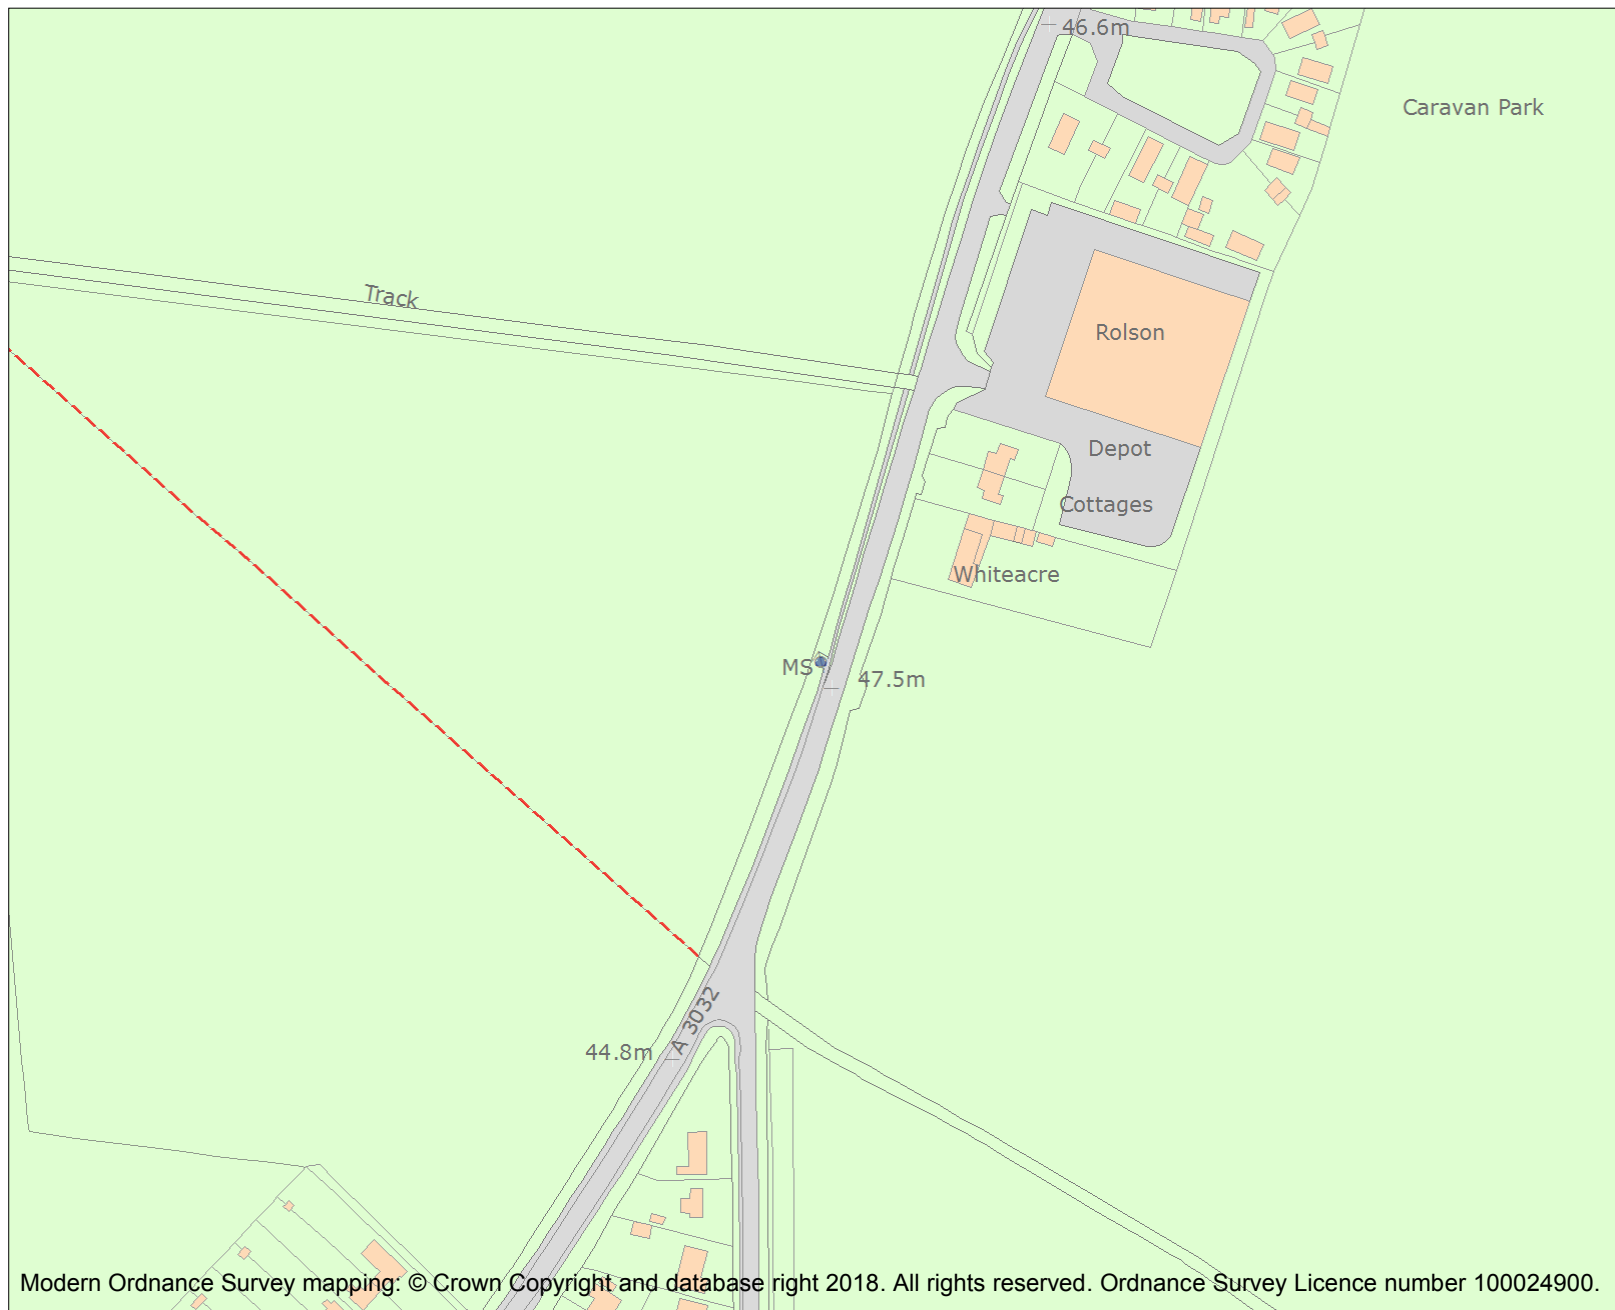 46.6m
Caravan Park
Track
Rolson
Depot
Cottages
Whiteacre
MS
47.5m
A 3032
44.8m
Modern Ordnance Survey mapping: © Crown Copyright and database right 2018. All rights reserved. Ordnance Survey Licence number 100024900.